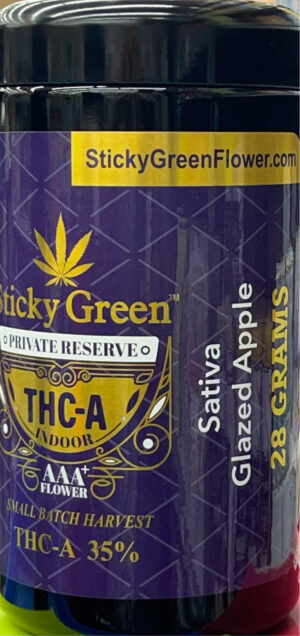 StickyGreenFlower.com
Sticky Green™
PRIVATE RESERVE
THC-A
INDOOR
AAA+
FLOWER
SMALL BATCH HARVEST
THC-A 35%
Sativa
Glazed Apple
28 GRAMS